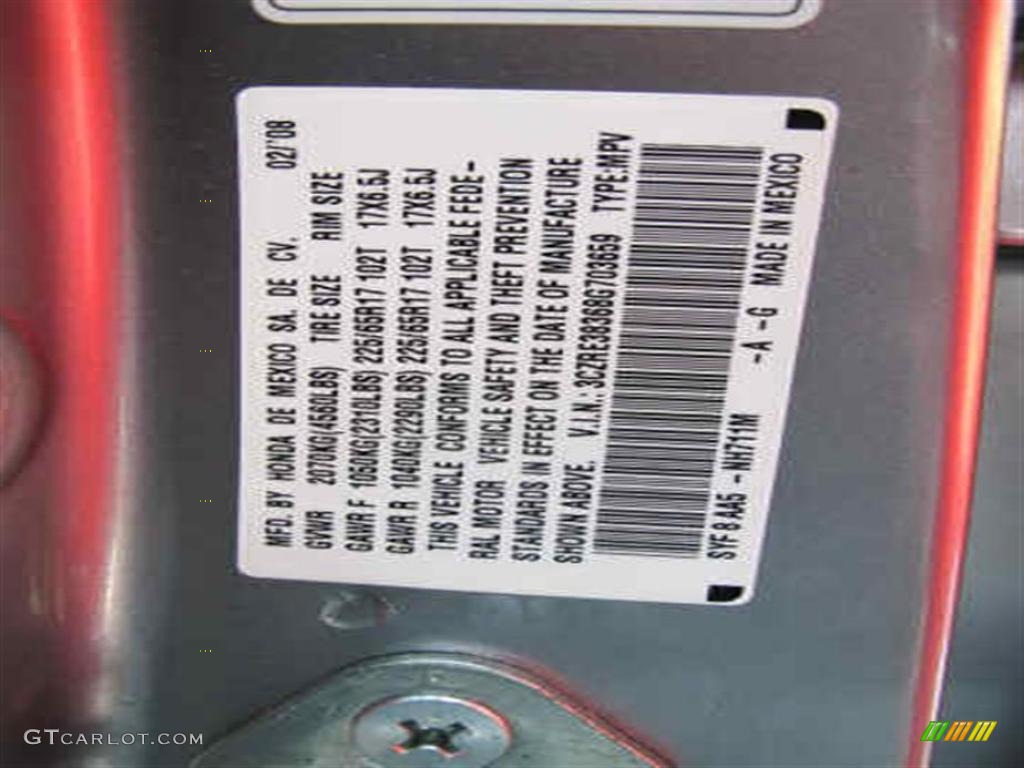 MFD. BY HONDA DE MEXICO SA. DE CV. 02/'08
GVWR 2070KG(4560LBS) TIRE SIZE RIM SIZE
GAWR F 1050KG(2310LBS) 225/65R17 102T 17X6.5J
GAWR R 1040KG(2290LBS) 225/65R17 102T 17X6.5J
THIS VEHICLE CONFORMS TO ALL APPLICABLE FEDE-
RAL MOTOR VEHICLE SAFETY AND THEFT PREVENTION
STANDARDS IN EFFECT ON THE DATE OF MANUFACTURE
SHOWN ABOVE. V.I.N.: 3CZRE38368G703659 TYPE:MPV
STF8 AA5 -NH711M -A -G MADE IN MEXICO
GTCARLOT.COM